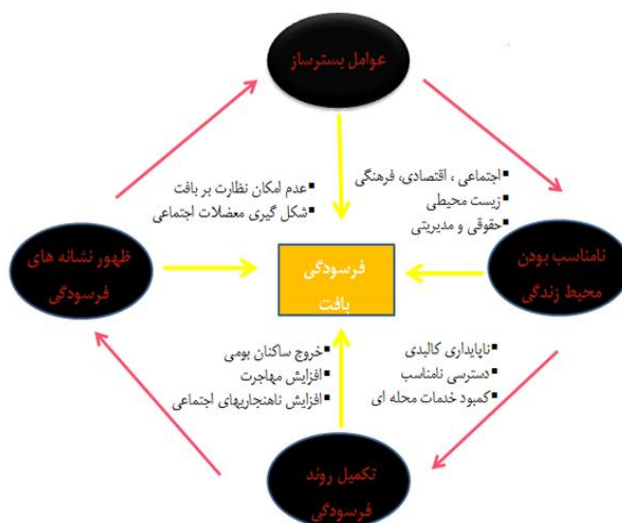 عوامل بسترساز
▪اجتماعی ، اقتصادی، فرهنگی
▪زیست محیطی
▪حقوقی و مدیریتی
▪عدم امکان نظارت بر بافت
▪شکل گیری معضلات اجتماعی
نامناسب بودن
محیط زندگی
فرسودگی
بافت
ظهور نشانه های
فرسودگی
▪ناپایداری کالبدی
▪دسترسی نامناسب
▪کمبود خدمات محله ای
▪خروج ساکنان بومی
▪افزایش مهاجرت
▪افزایش ناهنجاریهای اجتماعی
تکمیل روند
فرسودگی